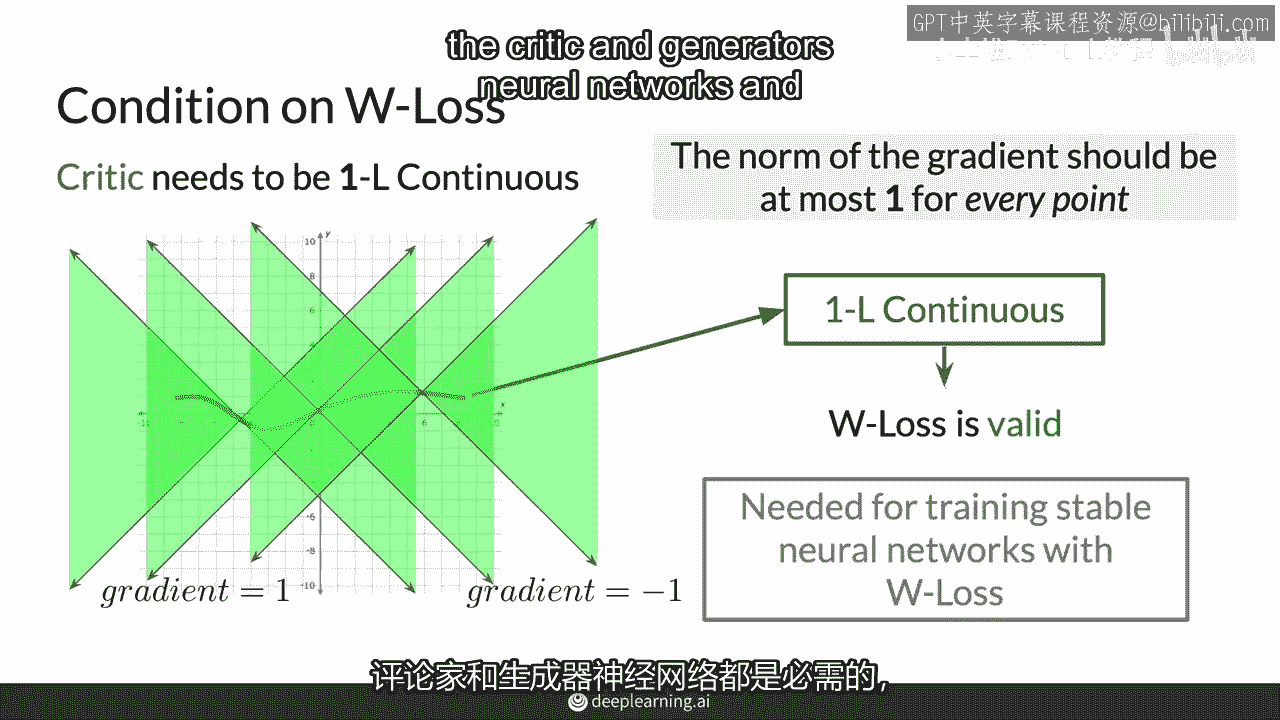 GPT中英字幕课程资源@bilibili.com
the critic and generators
neural networks and
Condition on W-Loss
Critic needs to be 1-L Continuous
The norm of the gradient should be
at most 1 for every point
1-L Continuous
W-Loss is valid
Needed for training stable
neural networks with
W-Loss
y
10
8
6
6
-6
-8
-10
gradient = 1
gradient = -1
评论家和生成器神经网络都是必需的,
deeplearning.ai